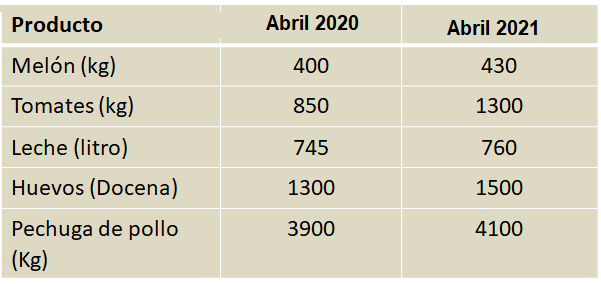 Producto Abril 2020 Abril 2021
Melón (kg) 400 430
Tomates (kg) 850 1300
Leche (litro) 745 760
Huevos (Docena) 1300 1500
Pechuga de pollo 3900 4100
(Kg)